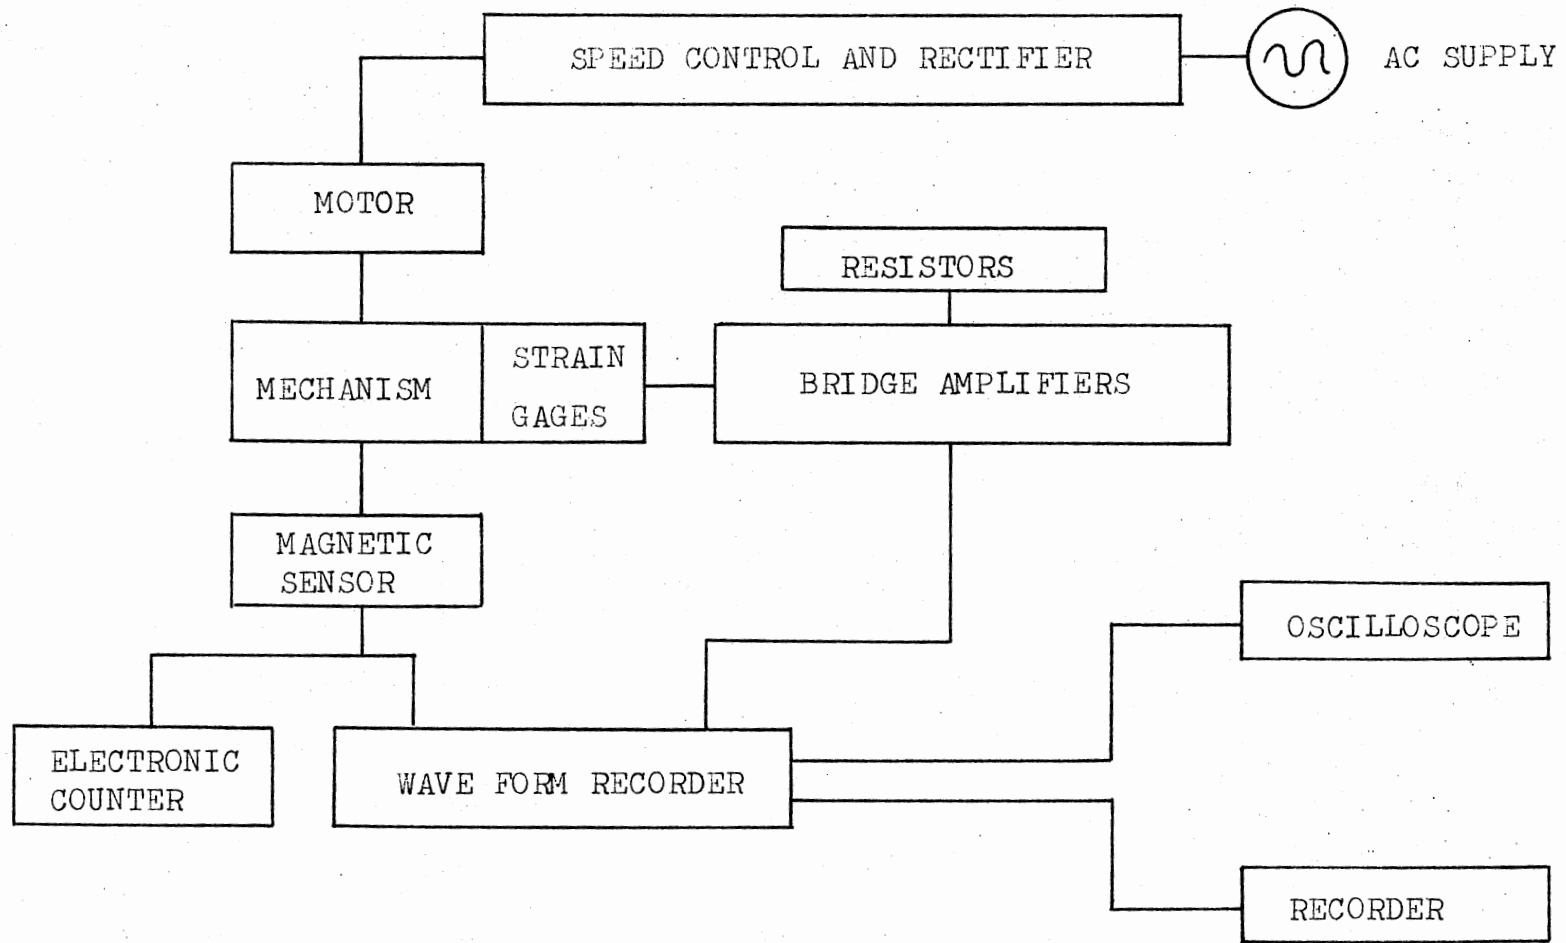 SPEED CONTROL AND RECTIFIER
AC SUPPLY
MOTOR
RESISTORS
MECHANISM
STRAIN
GAGES
BRIDGE AMPLIFIERS
MAGNETIC
SENSOR
OSCILLOSCOPE
ELECTRONIC
COUNTER
WAVE FORM RECORDER
RECORDER